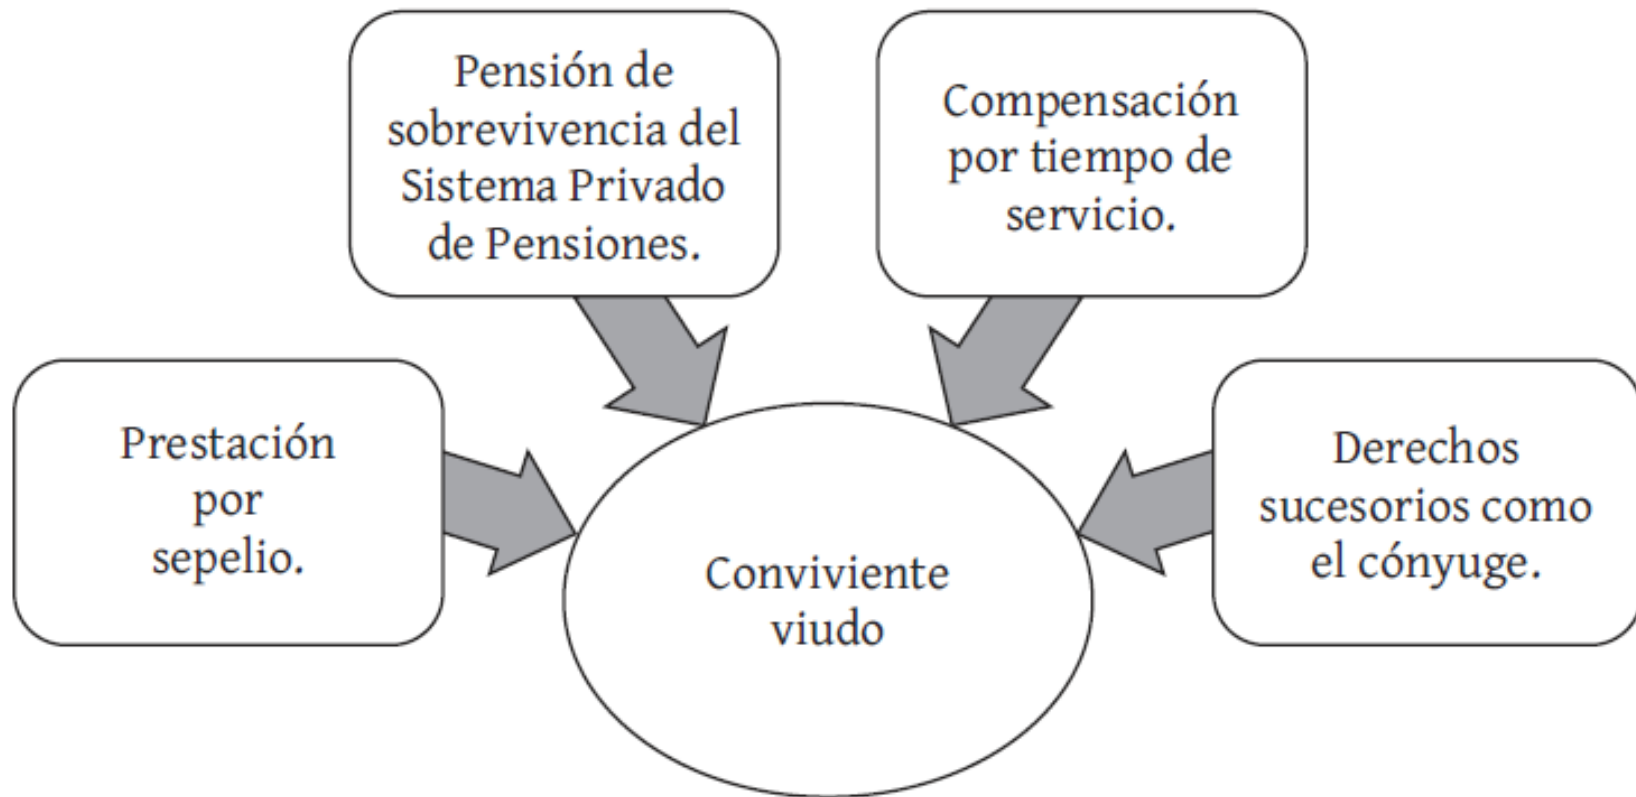 Pensión de
sobrevivencia del
Sistema Privado
de Pensiones.
Compensación
por tiempo de
servicio.
Prestación
por
sepelio.
Derechos
sucesorios como
el cónyuge.
Conviviente
viudo